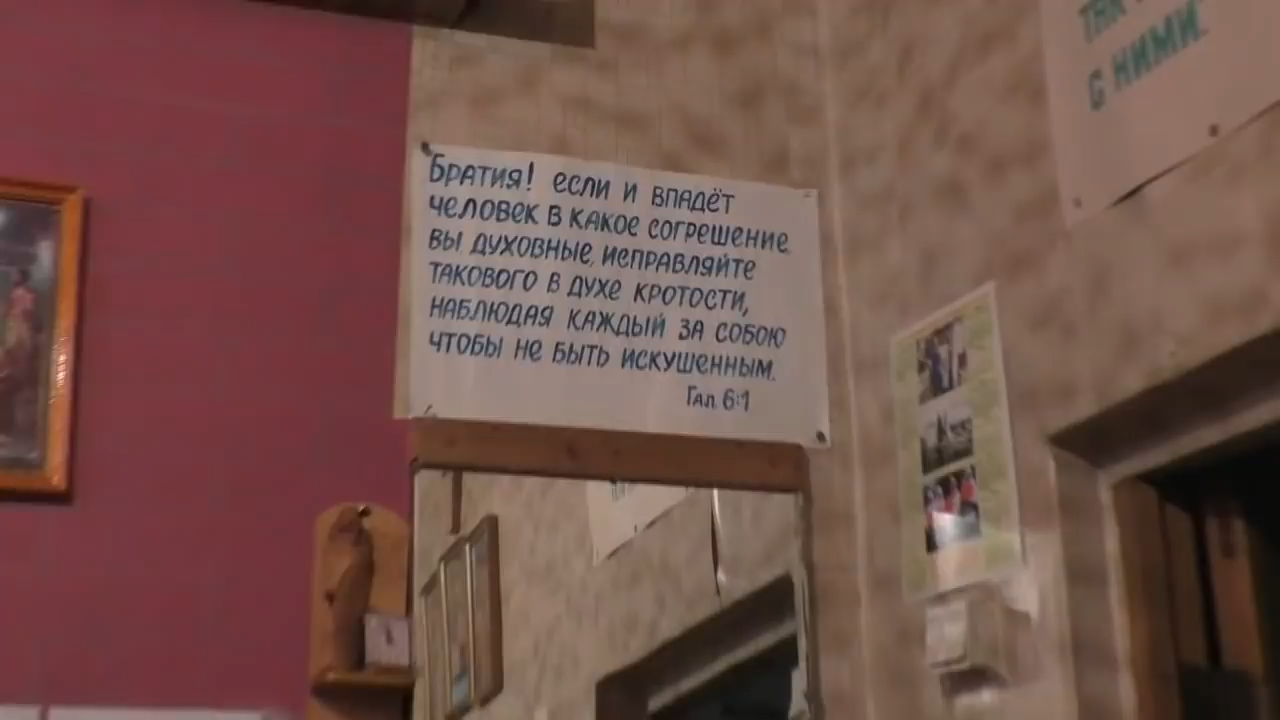 Братия! если и впадёт
человек в какое согрешение
вы духовные, исправляйте
такового в духе кротости,
наблюдая каждый за собою
чтобы не быть искушенным.
Гал. 6:1
с ними.